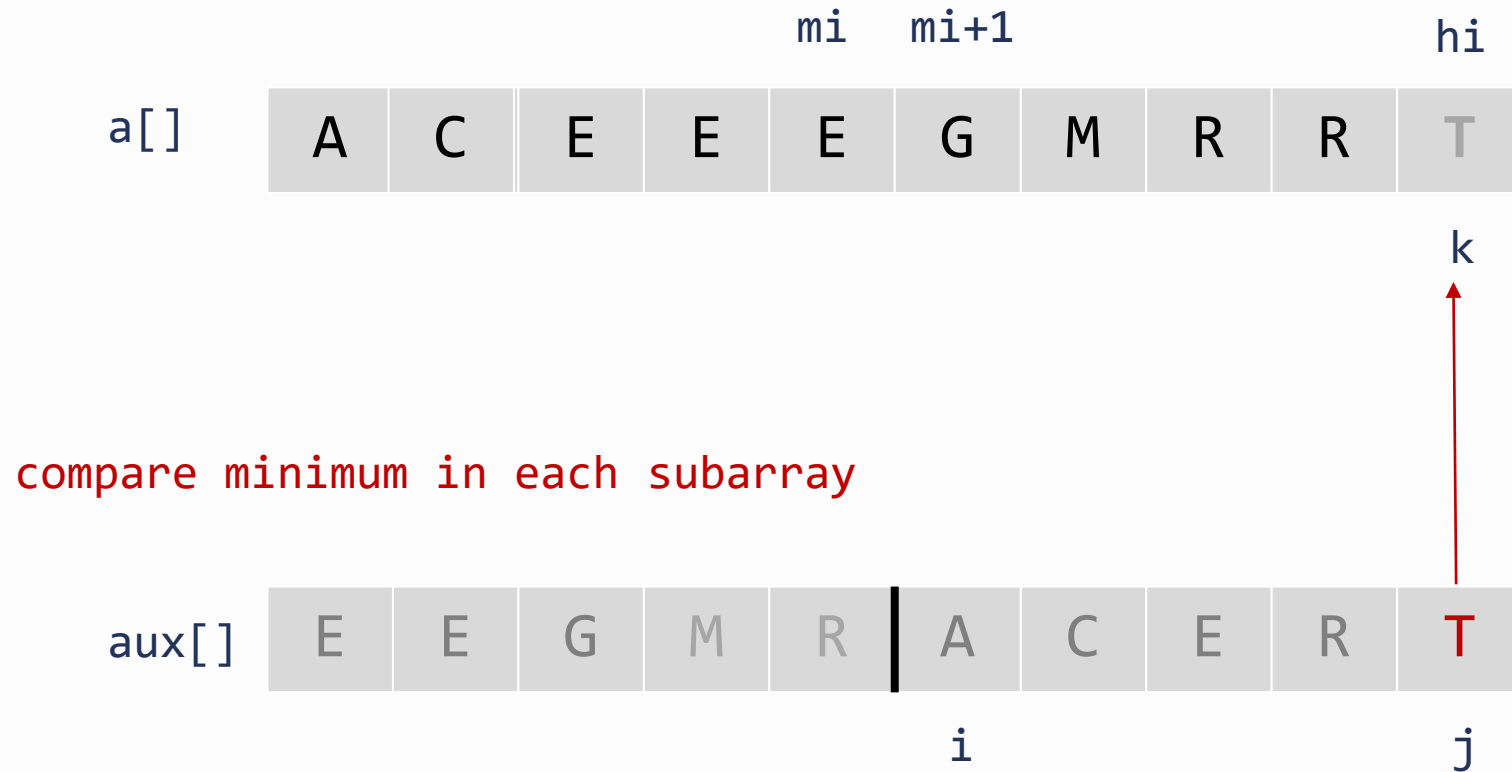 mi mi+1 hi
a[] A C E E E G M R R T
k
compare minimum in each subarray
aux[] E E G M R A C E R T
i j